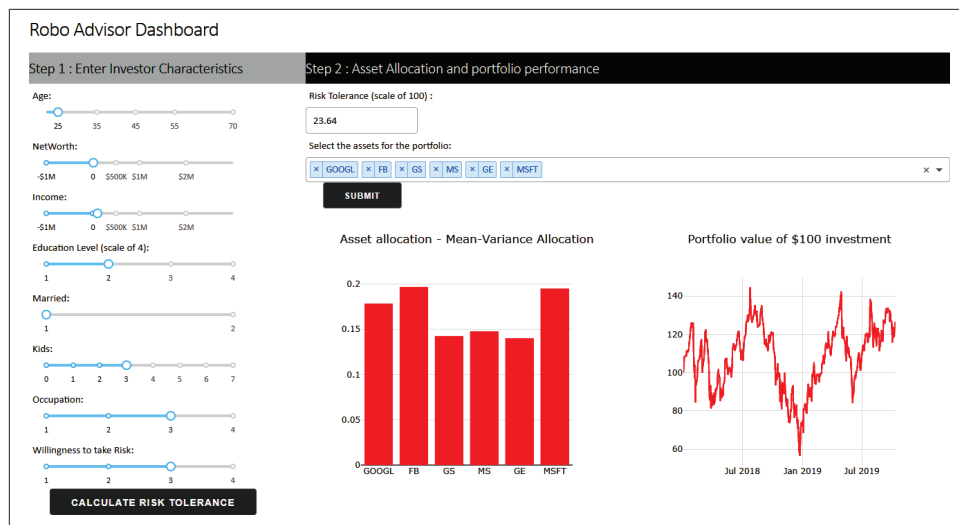 Robo Advisor Dashboard
Step 1 : Enter Investor Characteristics
Age:
25 35 45 55 70
NetWorth:
-$1M 0 $500K $1M $2M
Income:
-$1M 0 $500K $1M $2M
Education Level (scale of 4):
1 2 3 4
Married:
1 2
Kids:
0 1 2 3 4 5 6 7
Occupation:
1 2 3 4
Willingness to take Risk:
1 2 3 4
CALCULATE RISK TOLERANCE
Step 2 : Asset Allocation and portfolio performance
Risk Tolerance (scale of 100) :
23.64
Select the assets for the portfolio:
× GOOGL × FB × GS × MS × GE × MSFT ×
SUBMIT
Asset allocation - Mean-Variance Allocation
0.2
0.15
0.1
0.05
0
GOOGL FB GS MS GE MSFT
Portfolio value of $100 investment
140
120
100
80
60
Jul 2018 Jan 2019 Jul 2019